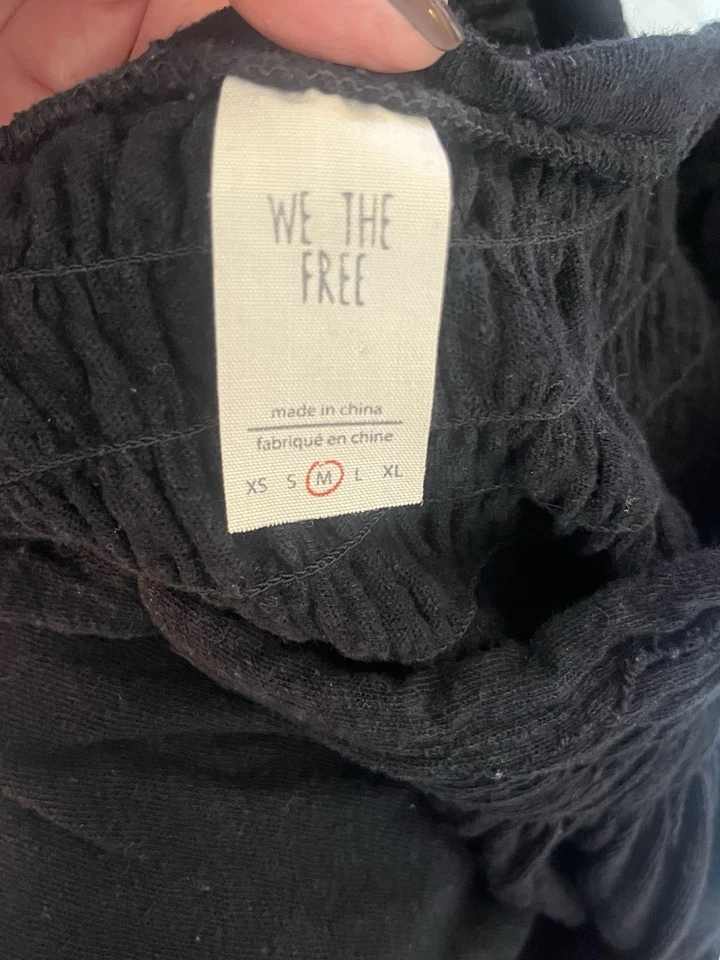 WE THE
FREE
made in china
fabriqué en chine
XS S M L XL